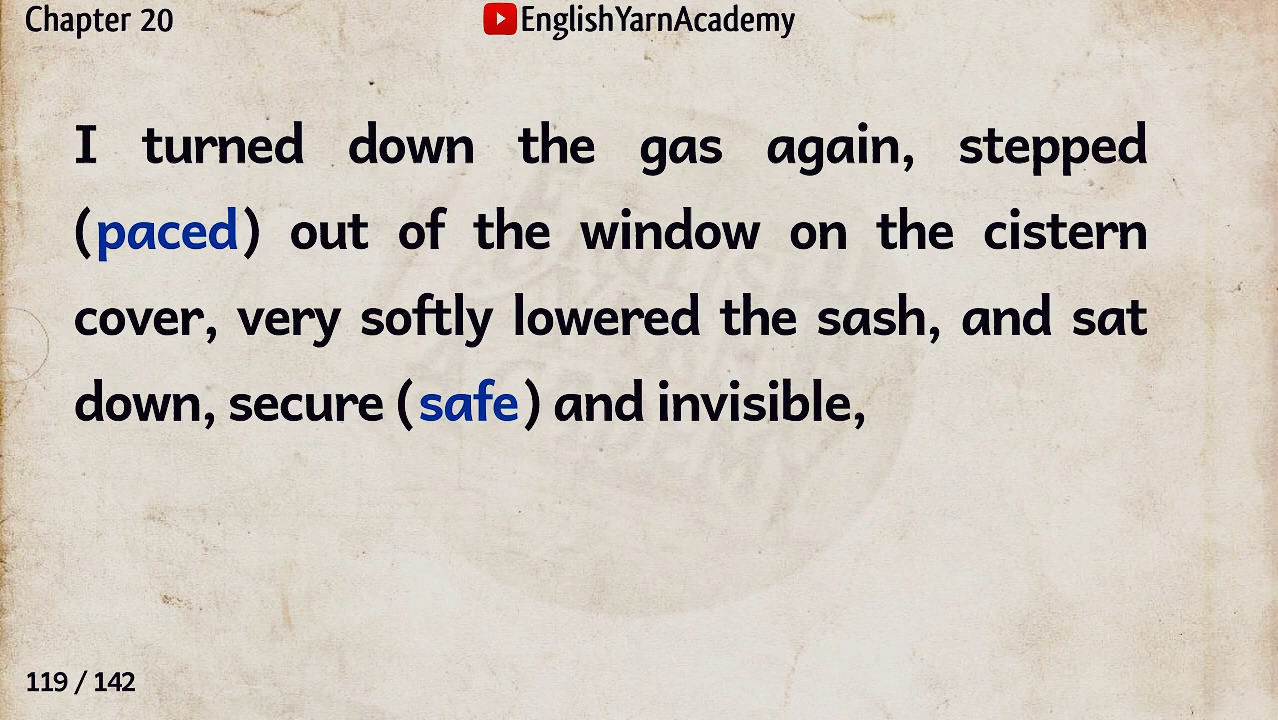 Chapter 20
EnglishYarnAcademy
I turned down the gas again, stepped
(paced) out of the window on the cistern
cover, very softly lowered the sash, and sat
down, secure (safe) and invisible,
119 / 142